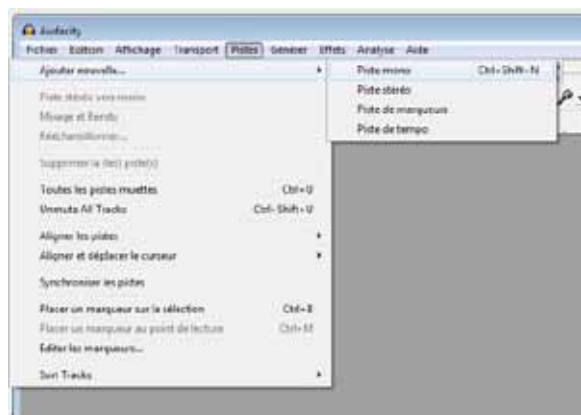 Audacity
Fichier Edition Affichage Transport Pistes Générer Effets Analyse Aide
Ajouter nouvelle...
Piste mono Ctrl+Shift+N
Piste stéréo
Piste de marqueurs
Piste de tempo
Piste stéréo vers mono
Mixage et Rendu
Rééchantillonner...
Supprimer la (les) piste(s)
Toutes les pistes muettes Ctrl+U
Unmute All Tracks Ctrl+Shift+U
Aligner les pistes
Aligner et déplacer le curseur
Synchroniser les pistes
Placer un marqueur sur la sélection Ctrl+B
Placer un marqueur au point de lecture Ctrl+M
Editer les marqueurs...
Sort Tracks